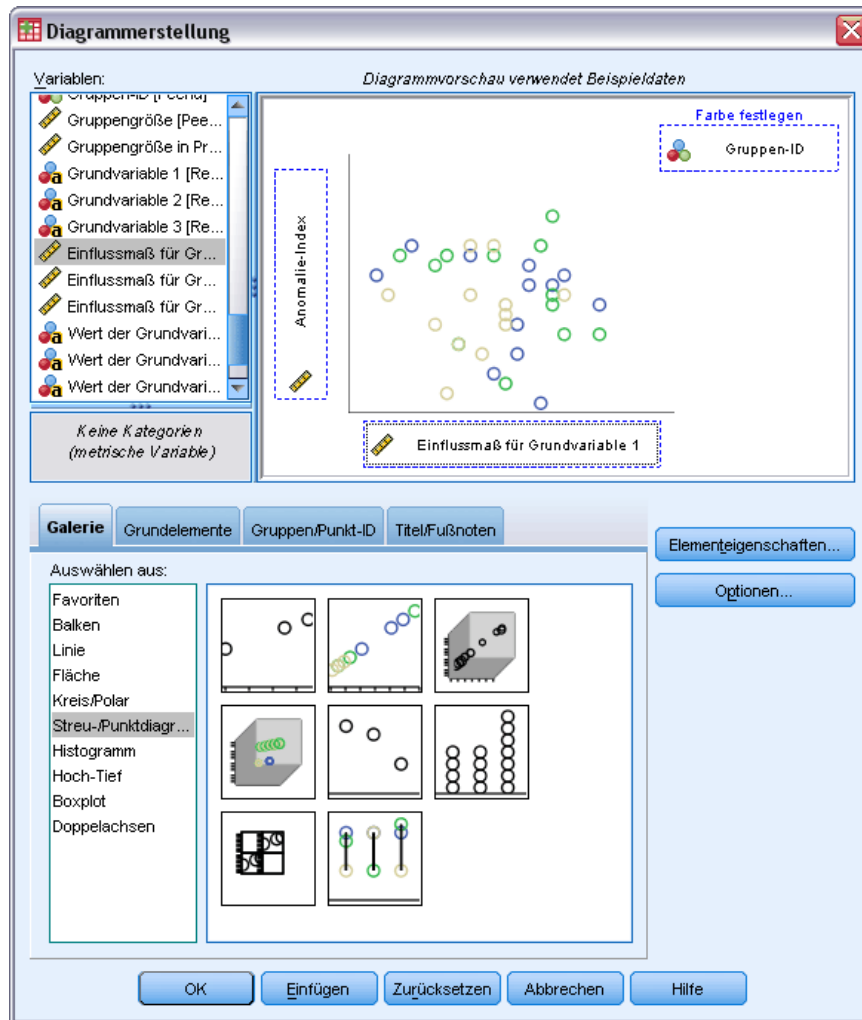 Diagrammerstellung
Variablen:
Diagrammvorschau verwendet Beispieldaten
Gruppen-ID [PeerId]
Gruppengröße [Pee...
Gruppengröße in Pr...
Grundvariable 1 [Re...
Grundvariable 2 [Re...
Grundvariable 3 [Re...
Einflussmaß für Gr...
Einflussmaß für Gr...
Einflussmaß für Gr...
Wert der Grundvari...
Wert der Grundvari...
Wert der Grundvari...
Keine Kategorien
(metrische Variable)
Farbe festlegen
Gruppen-ID
Anomalie-Index
Einflussmaß für Grundvariable 1
Galerie
Grundelemente
Gruppen/Punkt-ID
Titel/Fußnoten
Elementeigenschaften...
Optionen...
Auswählen aus:
Favoriten
Balken
Linie
Fläche
Kreis/Polar
Streu-/Punktdiagr...
Histogramm
Hoch-Tief
Boxplot
Doppelachsen
OK
Einfügen
Zurücksetzen
Abbrechen
Hilfe